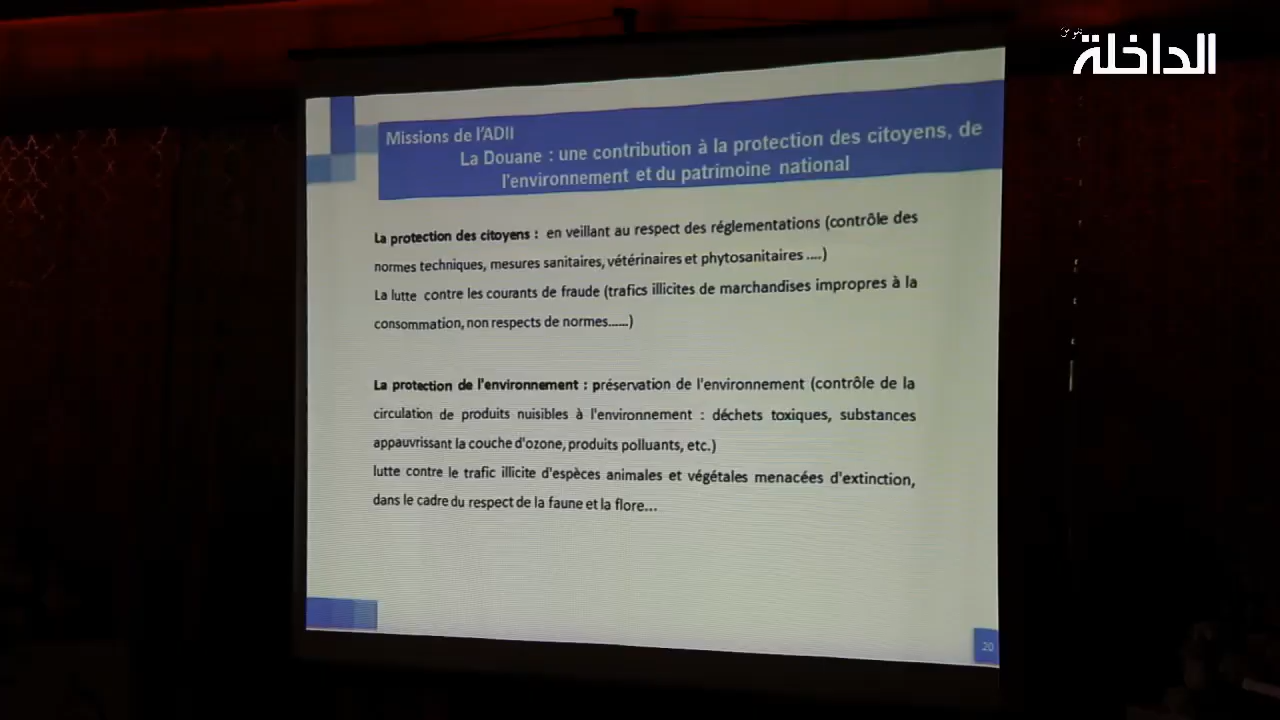 الداخلة
Missions de l'ADII
La Douane : une contribution à la protection des citoyens, de
l'environnement et du patrimoine national
La protection des citoyens : en veillant au respect des réglementations (contrôle des
normes techniques, mesures sanitaires, vétérinaires et phytosanitaires ....)
La lutte contre les courants de fraude (trafics illicites de marchandises impropres à la
consommation, non respects de normes......)
La protection de l'environnement : préservation de l'environnement (contrôle de la
circulation de produits nuisibles à l'environnement : déchets toxiques, substances
appauvrissant la couche d'ozone, produits polluants, etc.)
lutte contre le trafic illicite d'espèces animales et végétales menacées d'extinction,
dans le cadre du respect de la faune et la flore...
20